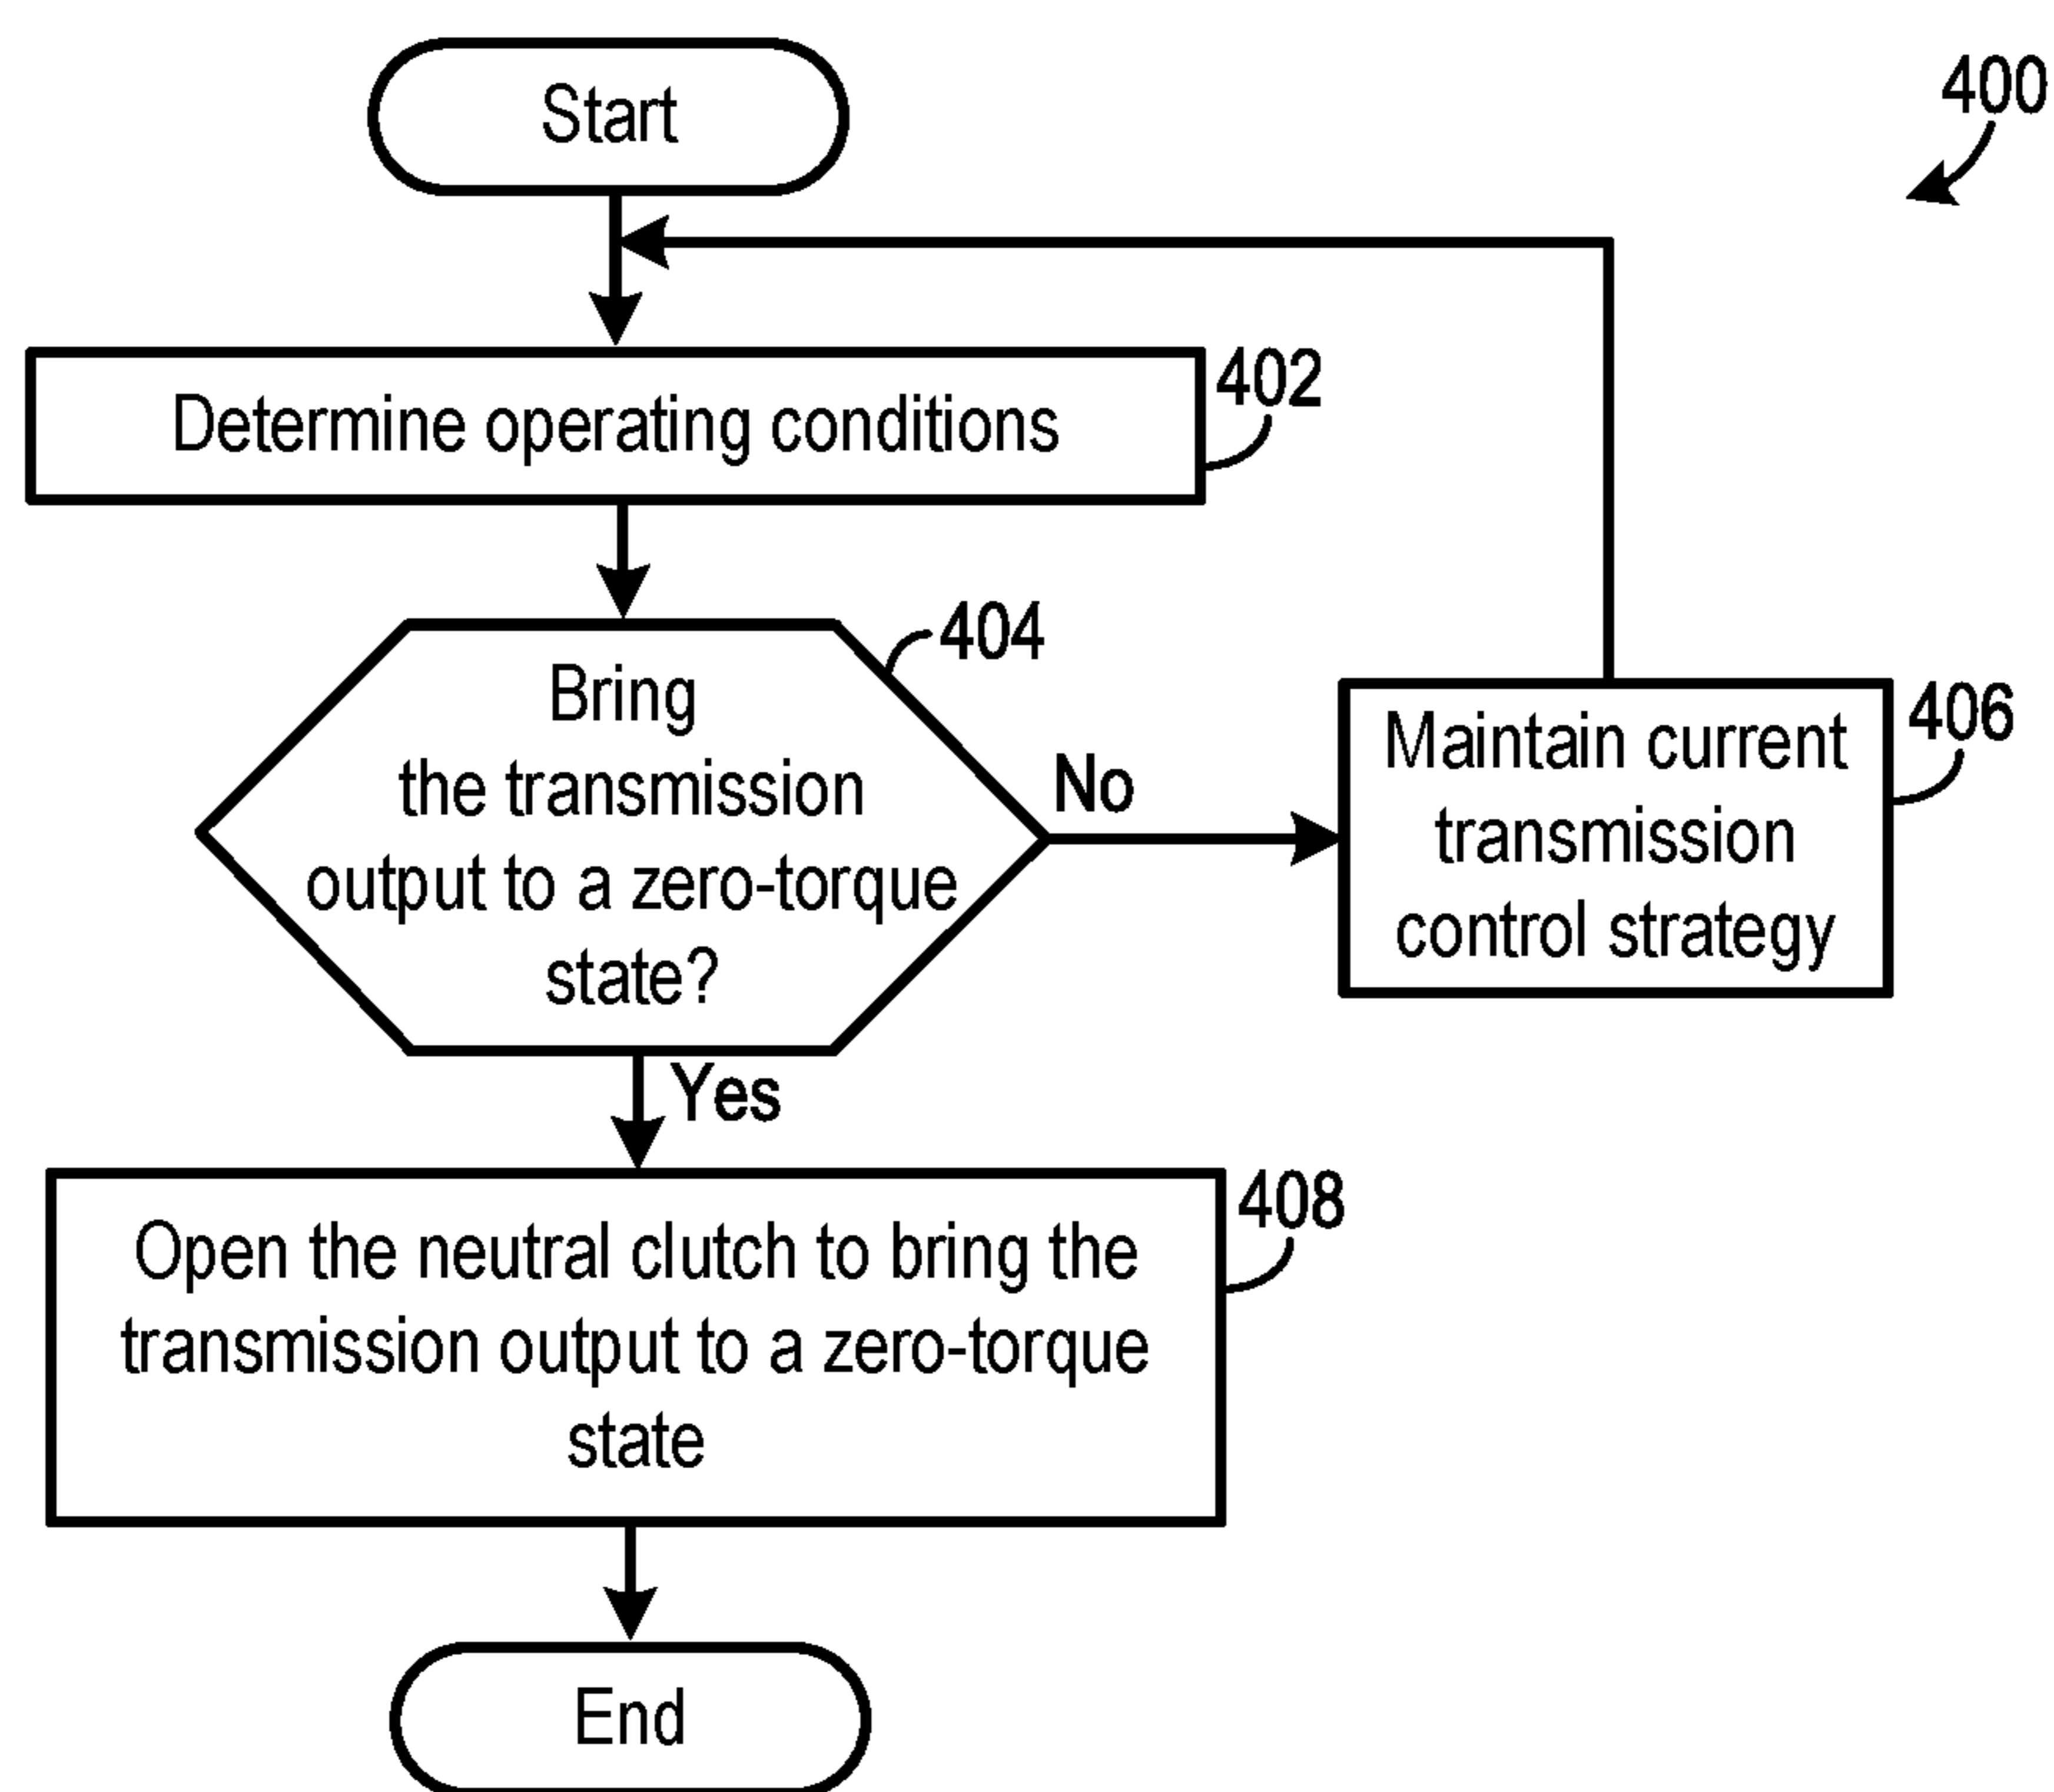 Start
400
Determine operating conditions
402
Bring
the transmission
output to a zero-torque
state?
404
No
Maintain current
transmission
control strategy
406
Yes
Open the neutral clutch to bring the
transmission output to a zero-torque
state
408
End